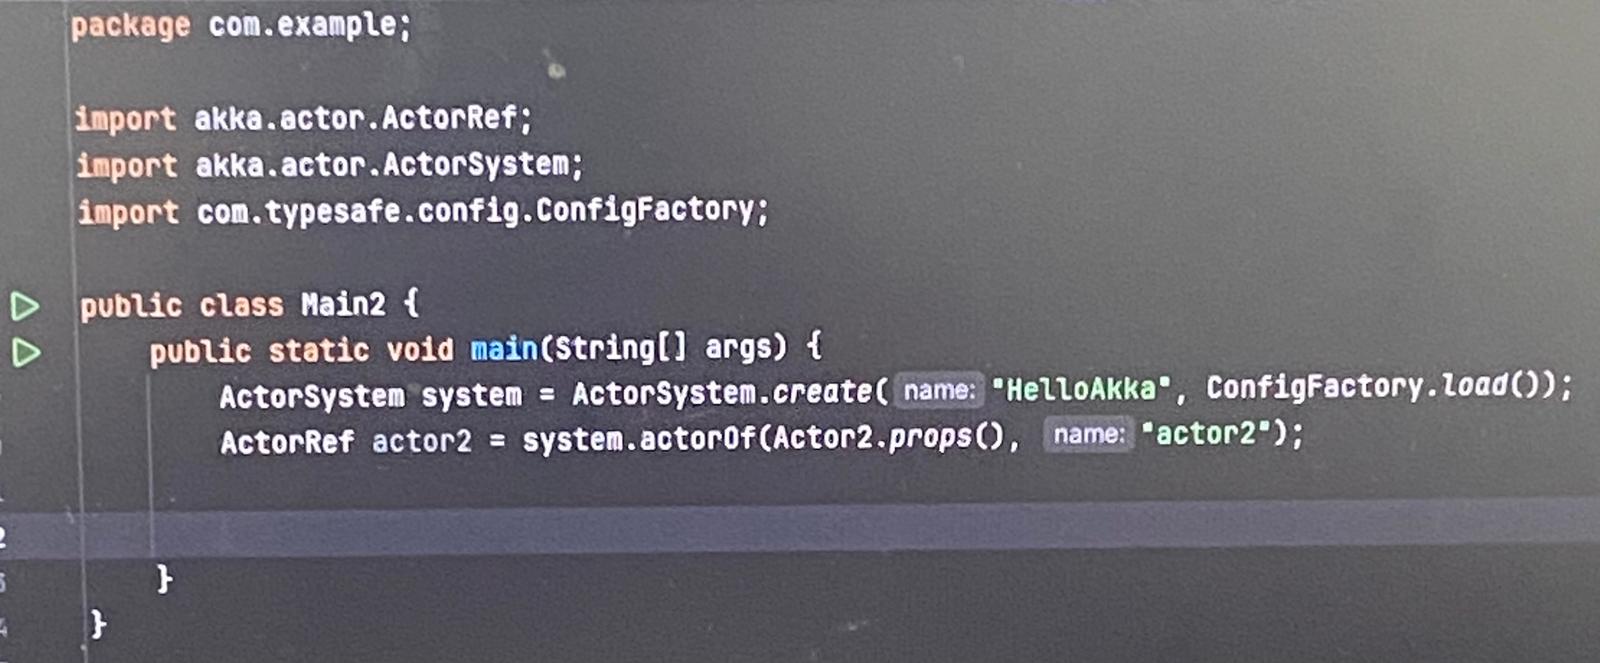 package com.example;
import akka.actor.ActorRef;
import akka.actor.ActorSystem;
import com.typesafe.config.ConfigFactory;
public class Main2 {
public static void main(String[] args) {
ActorSystem system = ActorSystem.create( name: "HelloAkka", ConfigFactory.load());
ActorRef actor2 = system.actorOf(Actor2.props(), name: "actor2");
}
}